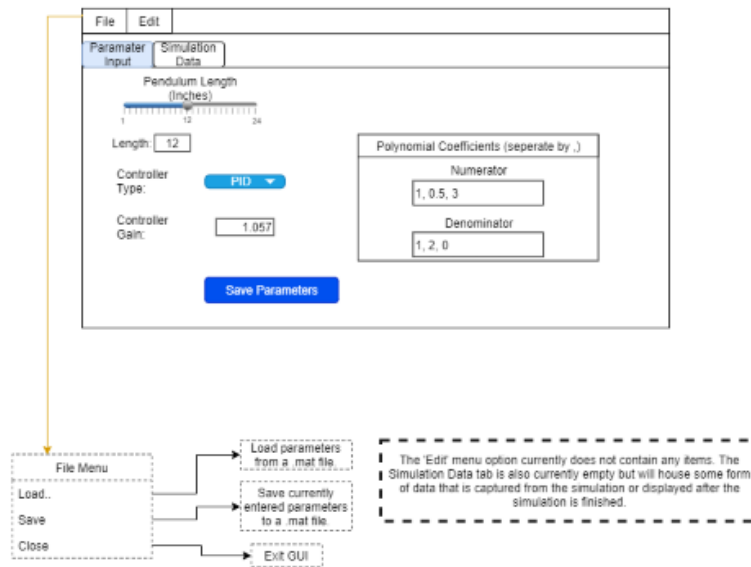 File Edit
Paramater Simulation
Input Data
Pendulum Length
(Inches)
1 12 24
Length: 12
Controller
Type:
PID
Controller
Gain:
1.057
Save Parameters
Polynomial Coefficients (seperate by ,)
Numerator
1, 0.5, 3
Denominator
1, 2, 0
File Menu
Load..
Save
Close
Load parameters
from a .mat file.
Save currently
entered parameters
to a .mat file.
Exit GUI
The 'Edit' menu option currently does not contain any items. The
Simulation Data tab is also currently empty but will house some form
of data that is captured from the simulation or displayed after the
simulation is finished.